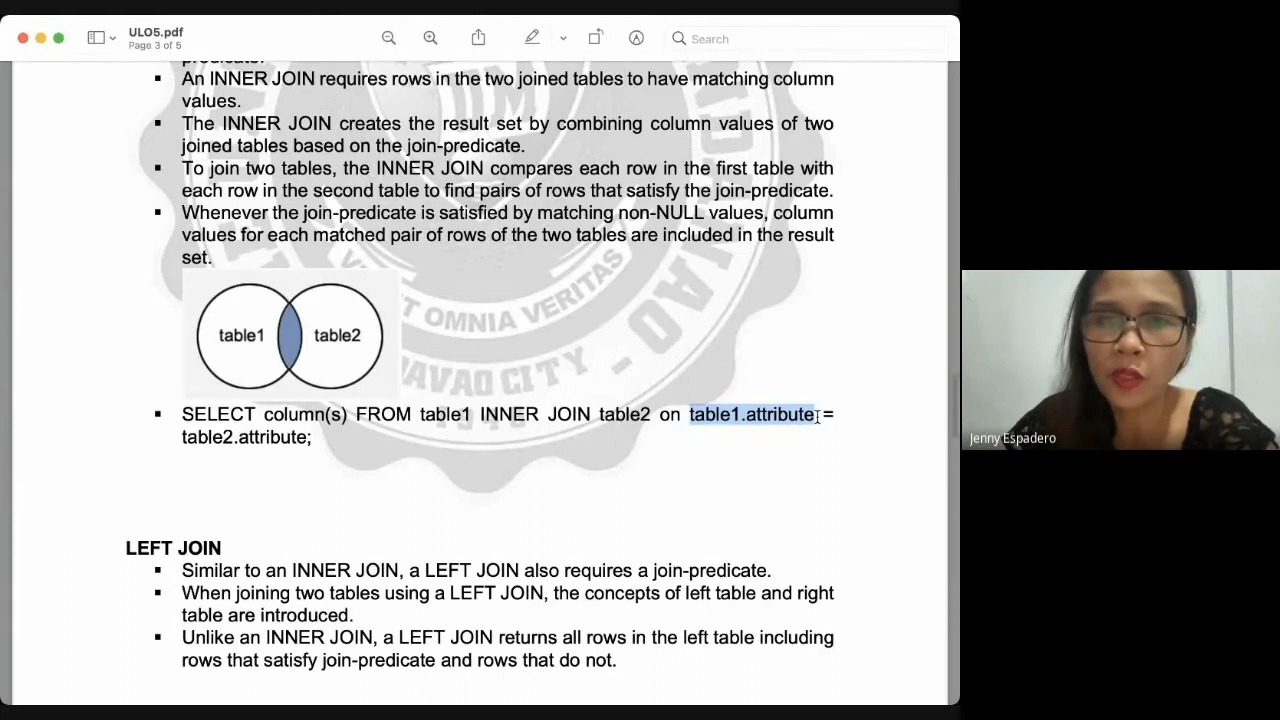 ULO5.pdf
Page 3 of 5
Search
predicate.
▪ An INNER JOIN requires rows in the two joined tables to have matching column
values.
▪ The INNER JOIN creates the result set by combining column values of two
joined tables based on the join-predicate.
▪ To join two tables, the INNER JOIN compares each row in the first table with
each row in the second table to find pairs of rows that satisfy the join-predicate.
▪ Whenever the join-predicate is satisfied by matching non-NULL values, column
values for each matched pair of rows of the two tables are included in the result
set.
table1 table2
OMNIA VERITAS
DAVAO CITY
1946
▪ SELECT column(s) FROM table1 INNER JOIN table2 on table1.attribute =
table2.attribute;
LEFT JOIN
▪ Similar to an INNER JOIN, a LEFT JOIN also requires a join-predicate.
▪ When joining two tables using a LEFT JOIN, the concepts of left table and right
table are introduced.
▪ Unlike an INNER JOIN, a LEFT JOIN returns all rows in the left table including
rows that satisfy join-predicate and rows that do not.
Jenny Espadero